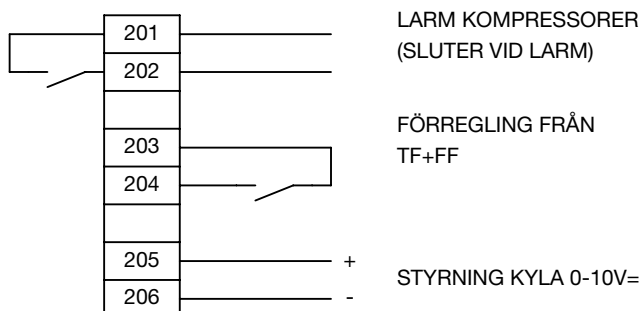 201
LARM KOMPRESSORER
202
(SLUTER VID LARM)
203
FÖRREGLING FRÅN
204
TF+FF
205
+
STYRNING KYLA 0-10V=
206
-